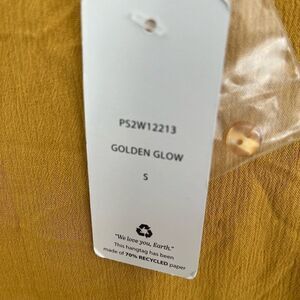 PS2W12213
GOLDEN GLOW
S
"We love you, Earth."
This hangtag has been
made of 70% RECYCLED paper